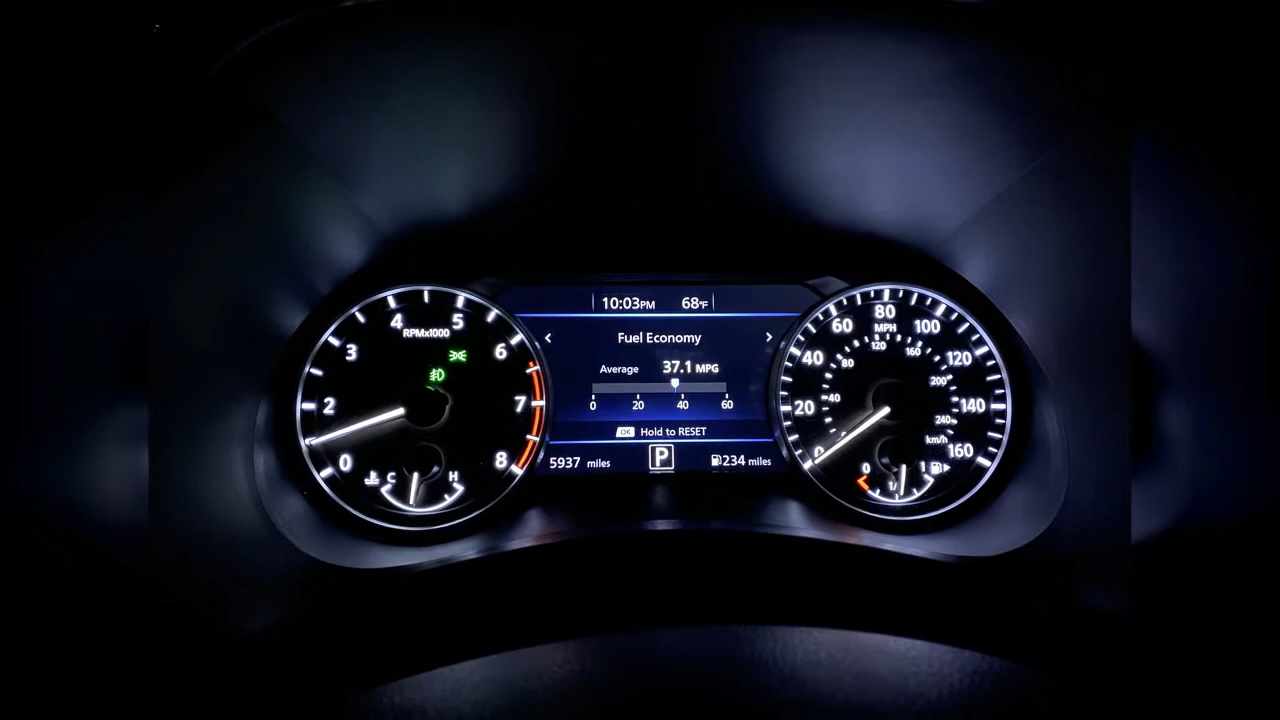 4 5
RPMx1000
3 6
2 7
0 8
C H
10:03PM 68°F
< Fuel Economy >
Average 37.1 MPG
0 20 40 60
OK Hold to RESET
5937 miles P 234 miles
80
60 MPH 100
120 160
40 80 120
200
20 40 140
240
km/h
0 160
0 1